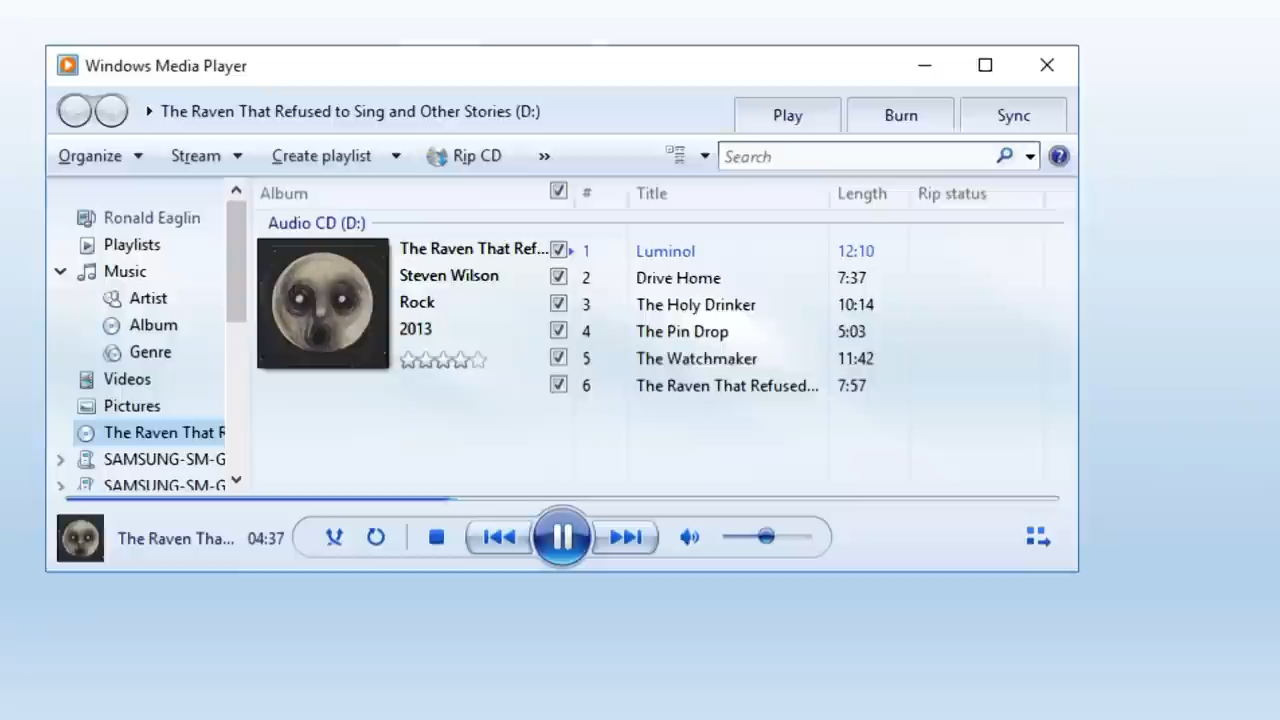 Windows Media Player
The Raven That Refused to Sing and Other Stories (D:)
Play
Burn
Sync
Organize
Stream
Create playlist
Rip CD
»
Search
?
Album
#
Title
Length
Rip status
Ronald Eaglin
Playlists
Music
Artist
Album
Genre
Videos
Pictures
The Raven That R
SAMSUNG-SM-G
SAMSUNG-SM-G
Audio CD (D:)
The Raven That Ref...
Steven Wilson
Rock
2013
1 Luminol 12:10
2 Drive Home 7:37
3 The Holy Drinker 10:14
4 The Pin Drop 5:03
5 The Watchmaker 11:42
6 The Raven That Refused... 7:57
The Raven Tha... 04:37